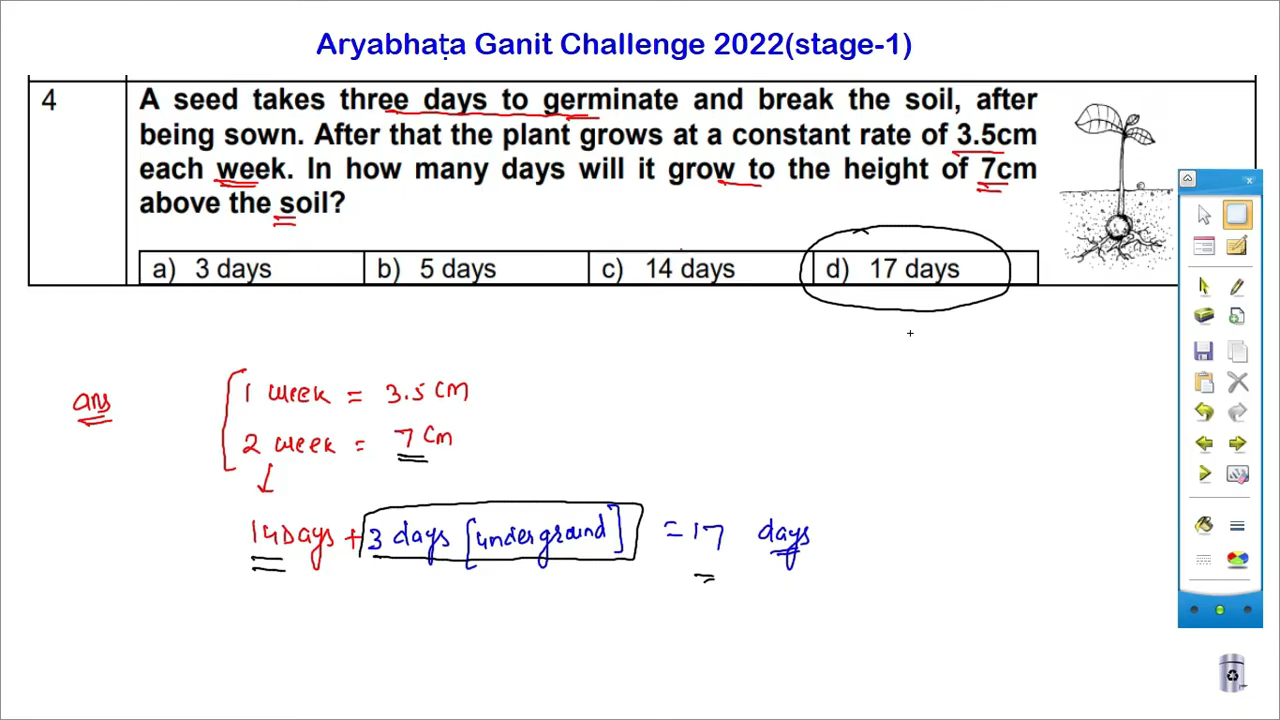 Aryabhaṭa Ganit Challenge 2022(stage-1)
4
A seed takes three days to germinate and break the soil, after
being sown. After that the plant grows at a constant rate of 3.5cm
each week. In how many days will it grow to the height of 7cm
above the soil?
a) 3 days b) 5 days c) 14 days d) 17 days
ans
1 week = 3.5 CM
2 week = 7 Cm
14 Days + 3 days [underground] = 17 days